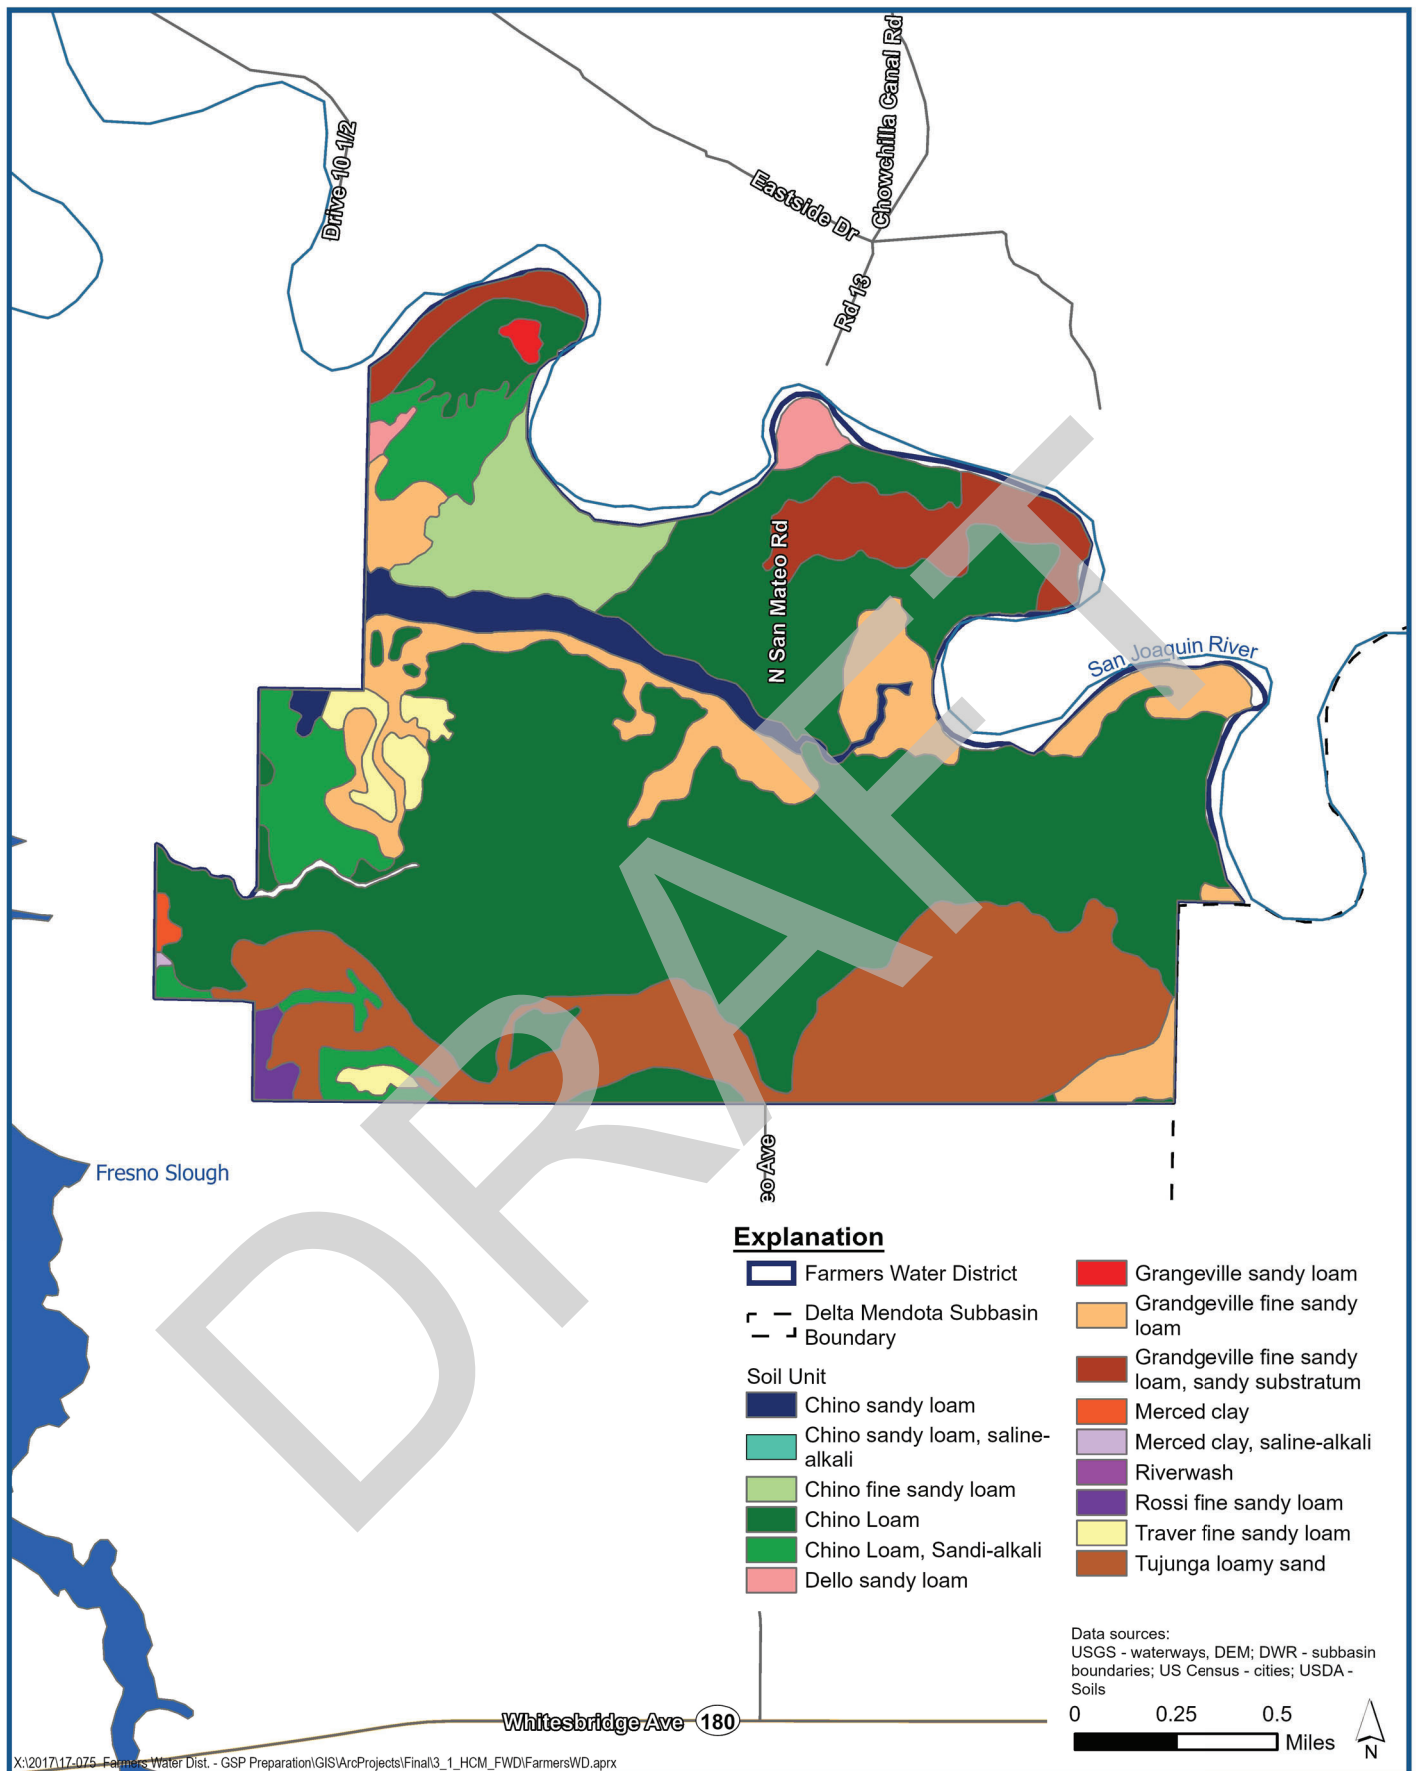 Chowchilla Canal Rd
Drive 10 1/2
Eastside Dr
Rd 13
N San Mateo Rd
San Joaquin River
DRAFT
Fresno Slough
eo Ave
Explanation
Farmers Water District
Delta Mendota Subbasin
Boundary
Soil Unit
Chino sandy loam
Chino sandy loam, saline-
alkali
Chino fine sandy loam
Chino Loam
Chino Loam, Sandi-alkali
Dello sandy loam
Grangeville sandy loam
Grandgeville fine sandy
loam
Grandgeville fine sandy
loam, sandy substratum
Merced clay
Merced clay, saline-alkali
Riverwash
Rossi fine sandy loam
Traver fine sandy loam
Tujunga loamy sand
Data sources:
USGS - waterways, DEM; DWR - subbasin
boundaries; US Census - cities; USDA -
Soils
0 0.25 0.5
Miles
N
Whitesbridge Ave 180
X:\2017\17-075 Farmers Water Dist. - GSP Preparation\GIS\ArcProjects\Final\3_1_HCM_FWD\FarmersWD.aprx